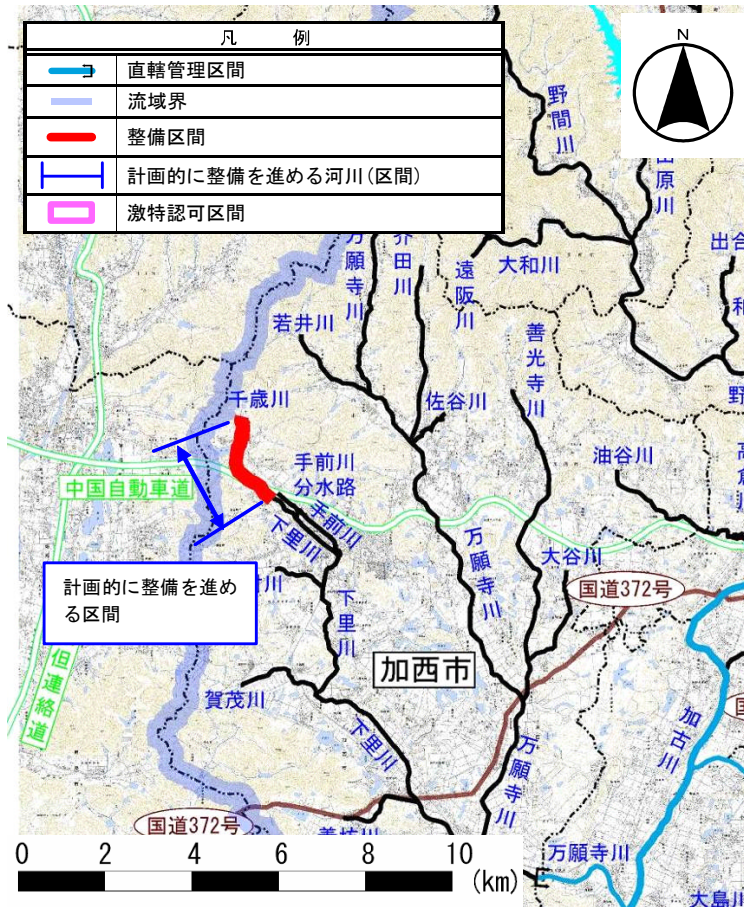 凡 例
直轄管理区間
流域界
整備区間
計画的に整備を進める河川(区間)
激特認可区間
N
野間川
田原川
万願寺川
芥田川
遠阪川
大和川
出合
若井川
善光寺川
千歳川
佐谷川
野
手前川
分水路
油谷川
中国自動車道
手前川
下里川
万願寺川
大谷川
国道372号
計画的に整備を進め
る区間
川
下里川
加西市
但連絡道
賀茂川
加古川
国
下里川
万願寺川
国道372号
万願寺川
大島川
0 2 4 6 8 10
(km)